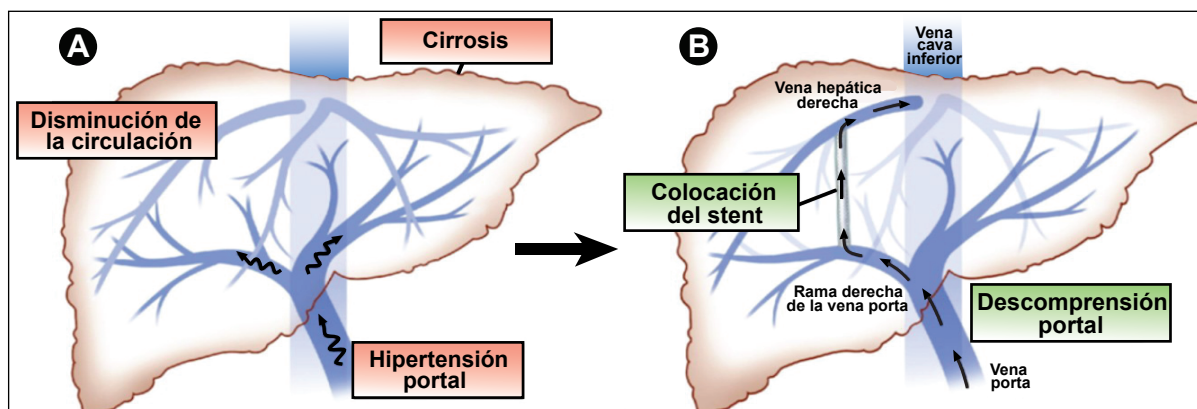 A
Cirrosis
Disminución de
la circulación
Hipertensión
portal
B
Vena
cava
inferior
Vena hepática
derecha
Colocación
del stent
Rama derecha
de la vena porta
Descomprensión
portal
Vena
porta